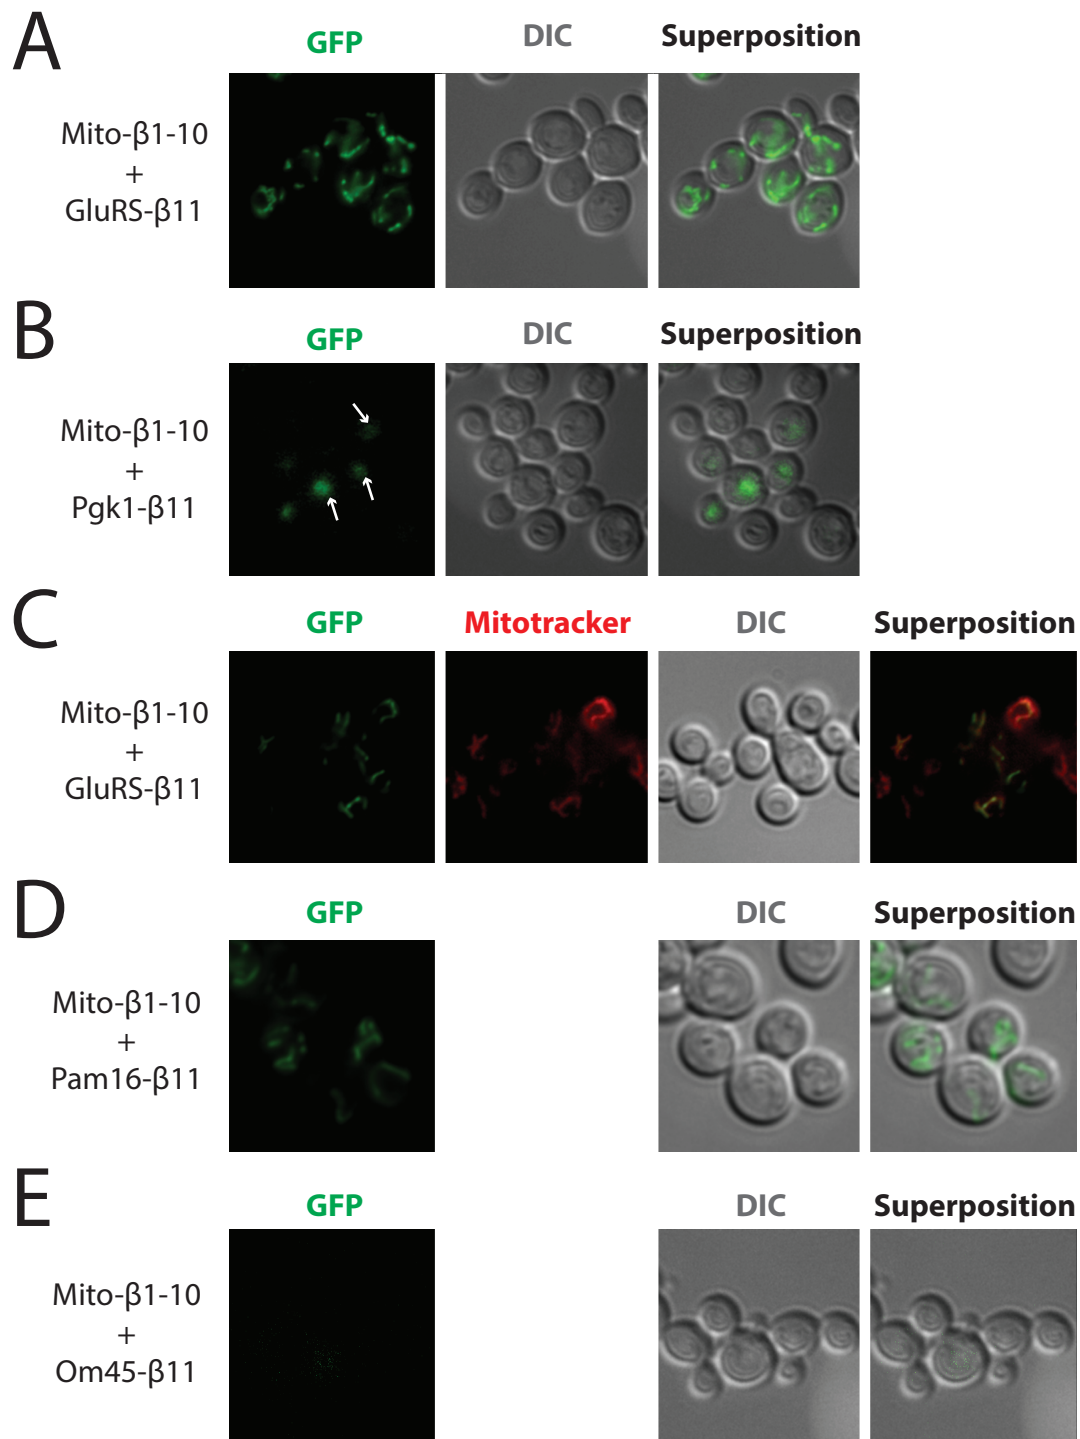 A
GFP
DIC
Superposition
Mito-β1-10
+
GluRS-β11
B
GFP
DIC
Superposition
Mito-β1-10
+
Pgk1-β11
C
GFP
Mitotracker
DIC
Superposition
Mito-β1-10
+
GluRS-β11
D
GFP
DIC
Superposition
Mito-β1-10
+
Pam16-β11
E
GFP
DIC
Superposition
Mito-β1-10
+
Om45-β11